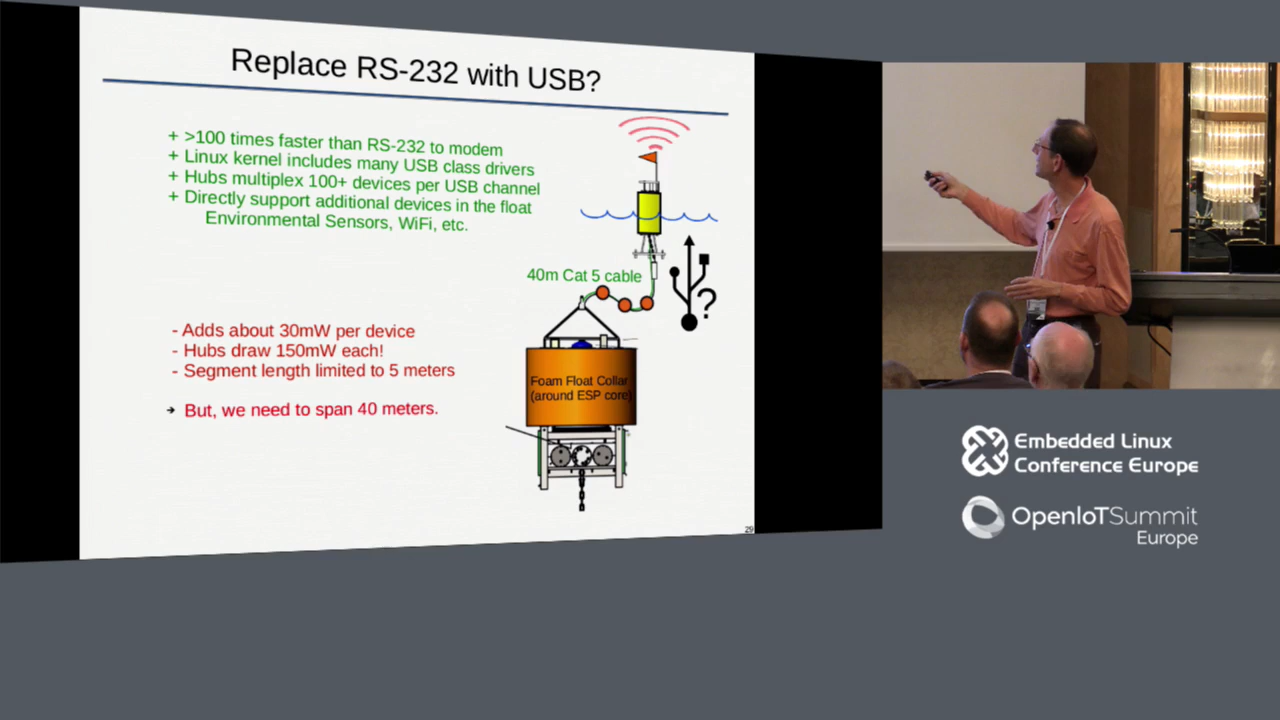 Replace RS-232 with USB?
+ >100 times faster than RS-232 to modem
+ Linux kernel includes many USB class drivers
+ Hubs multiplex 100+ devices per USB channel
+ Directly support additional devices in the float
Environmental Sensors, WiFi, etc.
40m Cat 5 cable
?
- Adds about 30mW per device
- Hubs draw 150mW each!
- Segment length limited to 5 meters
➔ But, we need to span 40 meters.
Foam Float Collar
(around ESP core)
29
Embedded Linux
Conference Europe
OpenIoTSummit
Europe